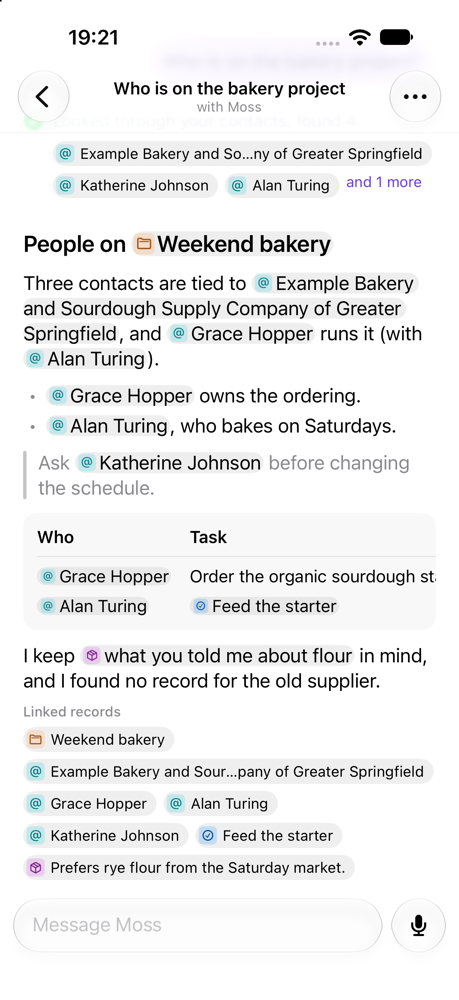 19:21
Who is on the bakery project
with Moss
@ Example Bakery and So...ny of Greater Springfield
@ Katherine Johnson @ Alan Turing and 1 more
People on Weekend bakery
Three contacts are tied to @ Example Bakery
and Sourdough Supply Company of Greater
Springfield, and @ Grace Hopper runs it (with
@ Alan Turing).
• @ Grace Hopper owns the ordering.
• @ Alan Turing, who bakes on Saturdays.
Ask @ Katherine Johnson before changing
the schedule.
Who Task
@ Grace Hopper Order the organic sourdough sta
@ Alan Turing Feed the starter
I keep what you told me about flour in mind,
and I found no record for the old supplier.
Linked records
Weekend bakery
@ Example Bakery and Sour...pany of Greater Springfield
@ Grace Hopper @ Alan Turing
@ Katherine Johnson Feed the starter
Prefers rye flour from the Saturday market.
Message Moss